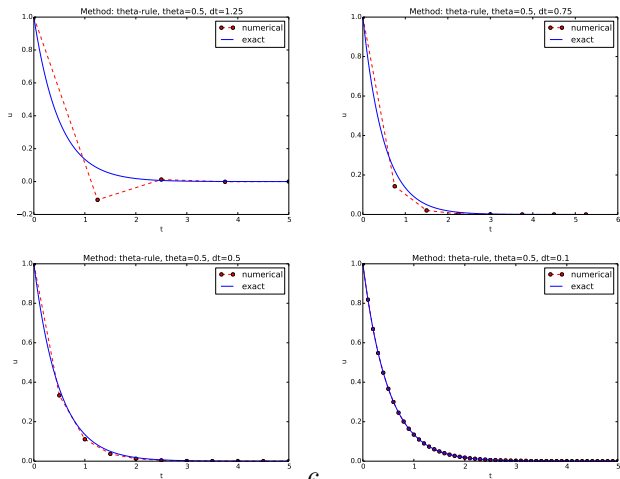 Method: theta-rule, theta=0.5, dt=1.25
1.0
0.8
0.6
0.4
0.2
0.0
−0.2
u
0 1 2 3 4 5
t
numerical
exact
Method: theta-rule, theta=0.5, dt=0.75
1.0
0.8
0.6
0.4
0.2
0.0
u
0 1 2 3 4 5 6
t
numerical
exact
Method: theta-rule, theta=0.5, dt=0.5
1.0
0.8
0.6
0.4
0.2
0.0
u
0 1 2 3 4 5
t
numerical
exact
Method: theta-rule, theta=0.5, dt=0.1
1.0
0.8
0.6
0.4
0.2
0.0
u
0 1 2 3 4 5 6
t
numerical
exact